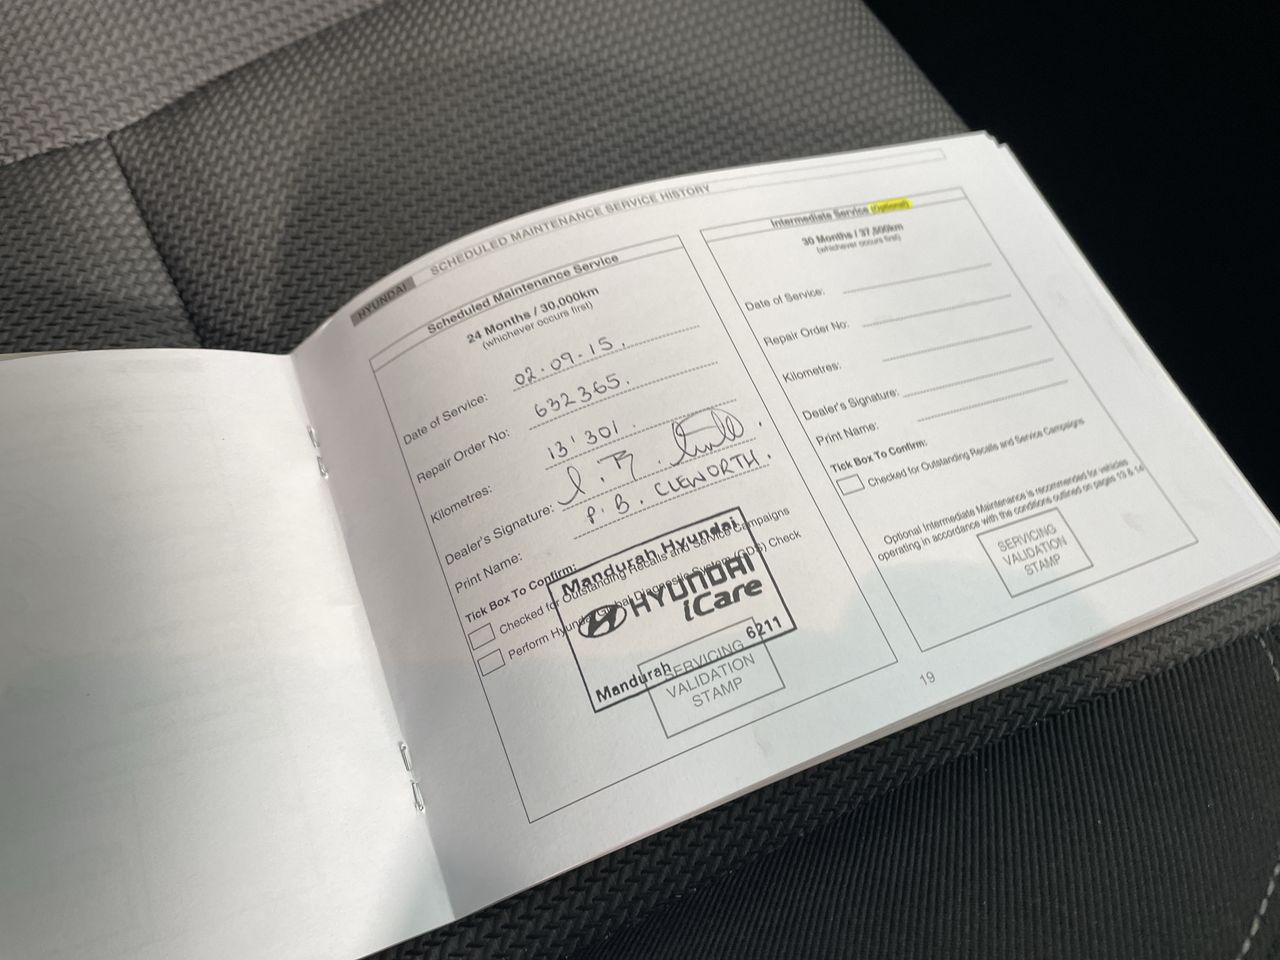 HYUNDAI SCHEDULED MAINTENANCE SERVICE HISTORY
Scheduled Maintenance Service
24 Months / 30,000km
(whichever occurs first)
Date of Service: 02.09.15.
Repair Order No: 632365.
Kilometres: 13'301.
Dealer's Signature:
Print Name: P. B. CLEWORTH.
Tick Box To Confirm:
Checked for Outstanding Recalls and Service Campaigns
Perform Hyundai Global Diagnostic System (GDS) Check
Mandurah Hyundai
HYUNDAI
iCare
Mandurah 6211
SERVICING
VALIDATION
STAMP
Intermediate Service (Optional)
30 Months / 37,500km
(whichever occurs first)
Date of Service:
Repair Order No:
Kilometres:
Dealer's Signature:
Print Name:
Tick Box To Confirm:
Checked for Outstanding Recalls and Service Campaigns
Optional Intermediate Maintenance is recommended for vehicles
operating in accordance with the conditions outlined on pages 13 & 14
SERVICING
VALIDATION
STAMP
19